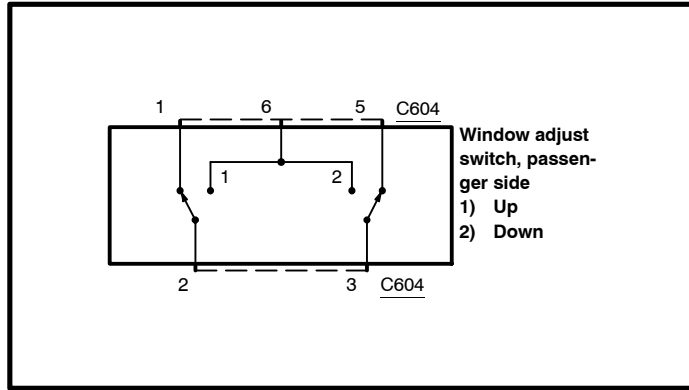 1 6 5 C604
Window adjust
switch, passen-
ger side
1) Up
2) Down
1 2
2 3 C604